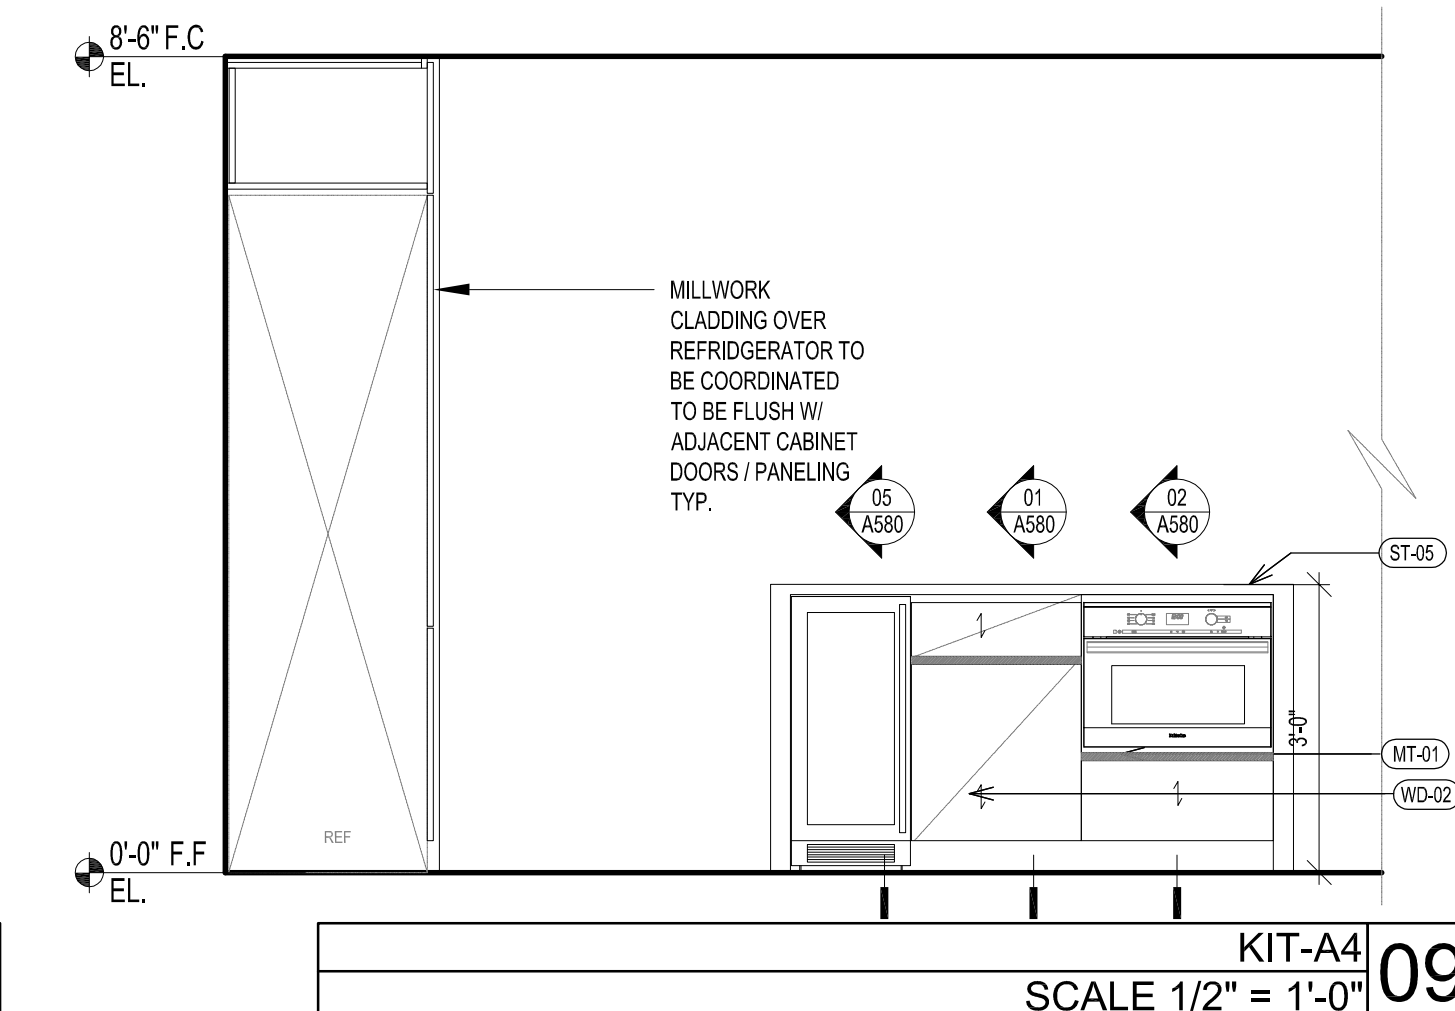 8'-6" F.C
EL.
MILLWORK
CLADDING OVER
REFRIDGERATOR TO
BE COORDINATED
TO BE FLUSH W/
ADJACENT CABINET
DOORS / PANELING
TYP.
05
A580
01
A580
02
A580
ST-05
3'-0"
MT-01
WD-02
REF
0'-0" F.F
EL.
KIT-A4
SCALE 1/2" = 1'-0"
09